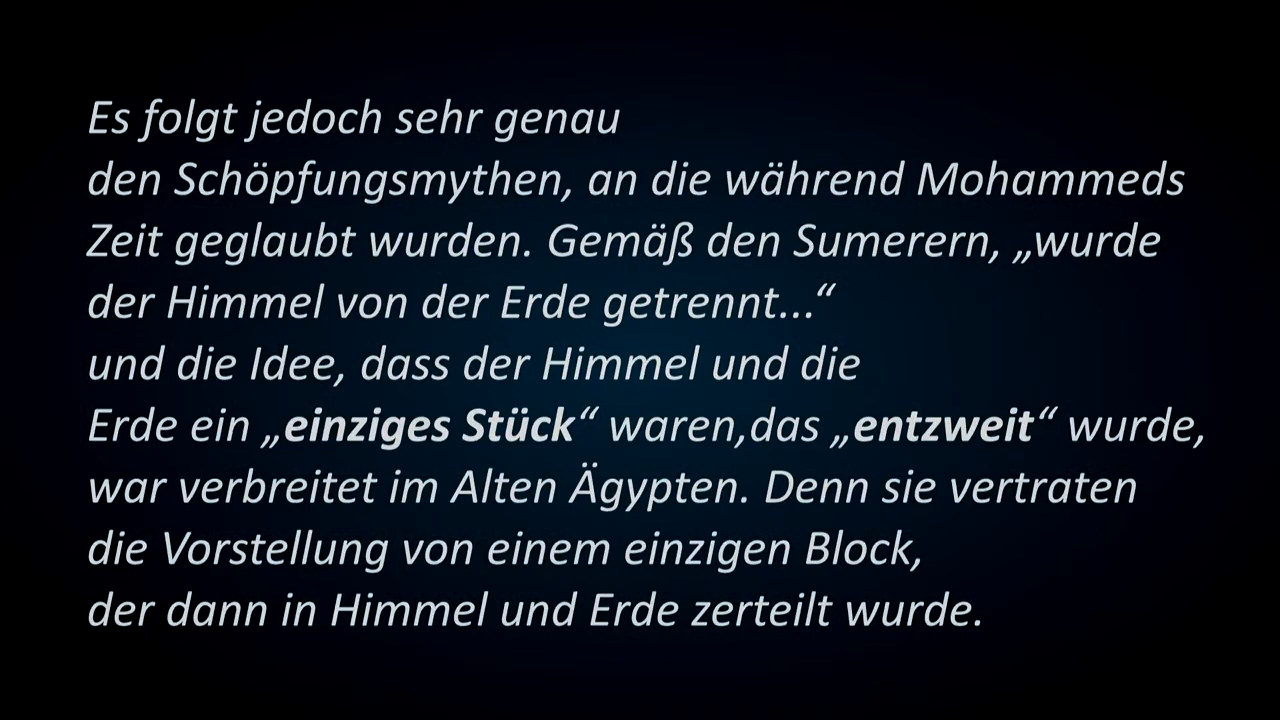 Es folgt jedoch sehr genau
den Schöpfungsmythen, an die während Mohammeds
Zeit geglaubt wurden. Gemäß den Sumerern, „wurde
der Himmel von der Erde getrennt...“
und die Idee, dass der Himmel und die
Erde ein „einziges Stück“ waren,das „entzweit“ wurde,
war verbreitet im Alten Ägypten. Denn sie vertraten
die Vorstellung von einem einzigen Block,
der dann in Himmel und Erde zerteilt wurde.